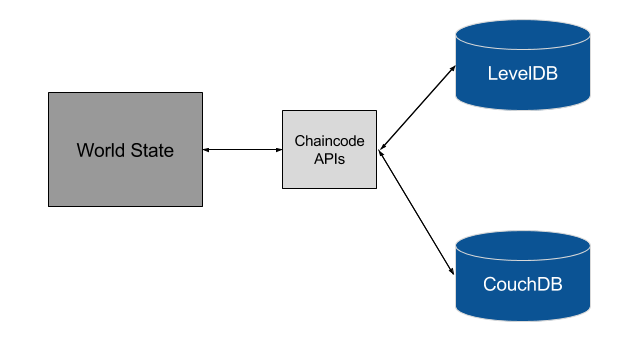 World State
Chaincode
APIs
LevelDB
CouchDB